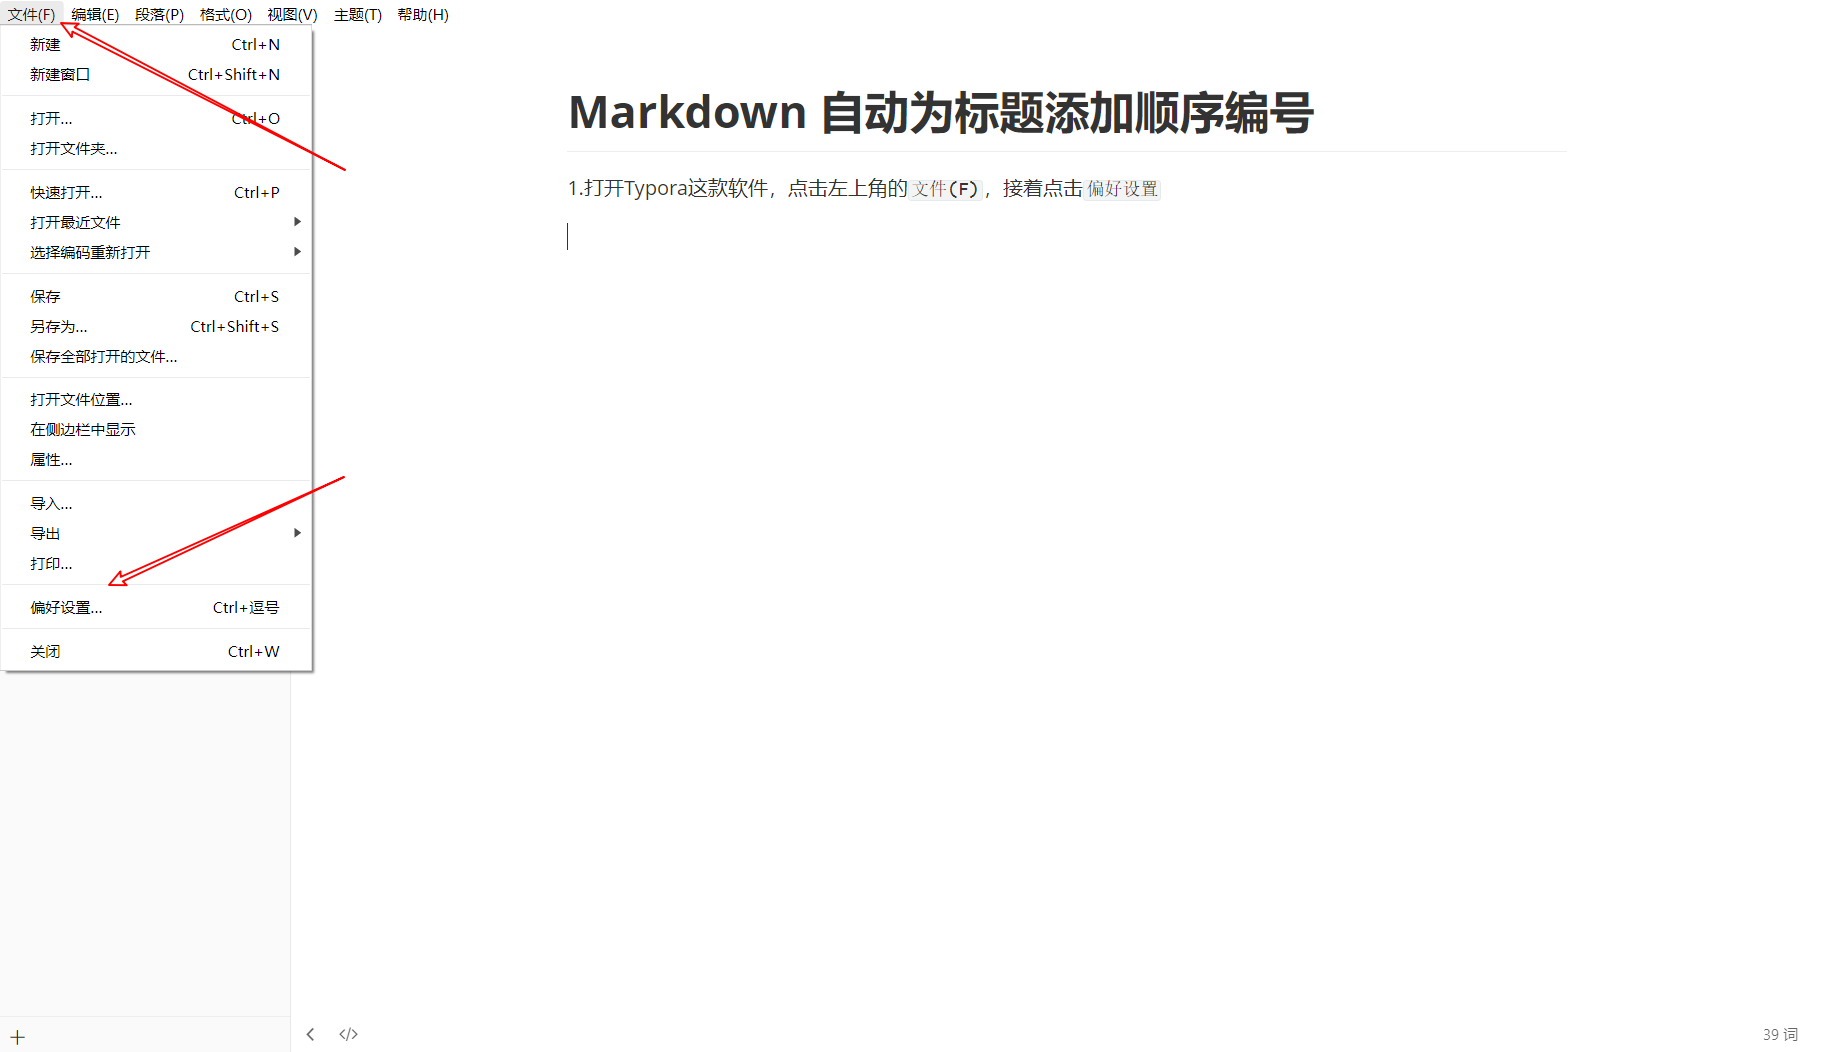 文件(F) 编辑(E) 段落(P) 格式(O) 视图(V) 主题(T) 帮助(H)
新建 Ctrl+N
新建窗口 Ctrl+Shift+N
打开... Ctrl+O
打开文件夹...
快速打开... Ctrl+P
打开最近文件
选择编码重新打开
保存 Ctrl+S
另存为... Ctrl+Shift+S
保存全部打开的文件...
打开文件位置...
在侧边栏中显示
属性...
导入...
导出
打印...
偏好设置... Ctrl+逗号
关闭 Ctrl+W
Markdown 自动为标题添加顺序编号
1.打开Typora这款软件，点击左上角的文件(F)，接着点击偏好设置
39 词